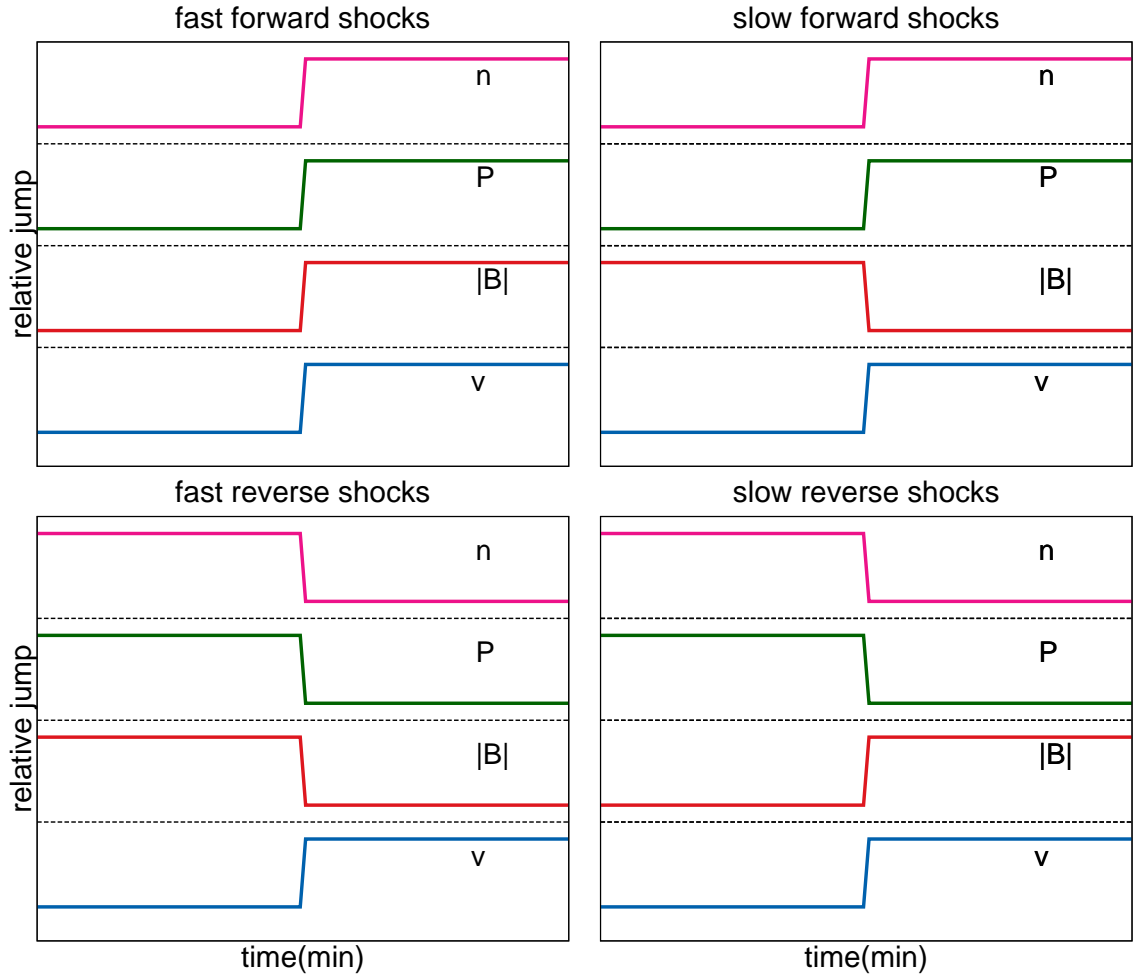 fast forward shocks
slow forward shocks
relative jump
n
P
|B|
v
n
P
|B|
v
fast reverse shocks
slow reverse shocks
relative jump
n
P
|B|
v
n
P
|B|
v
time(min)
time(min)